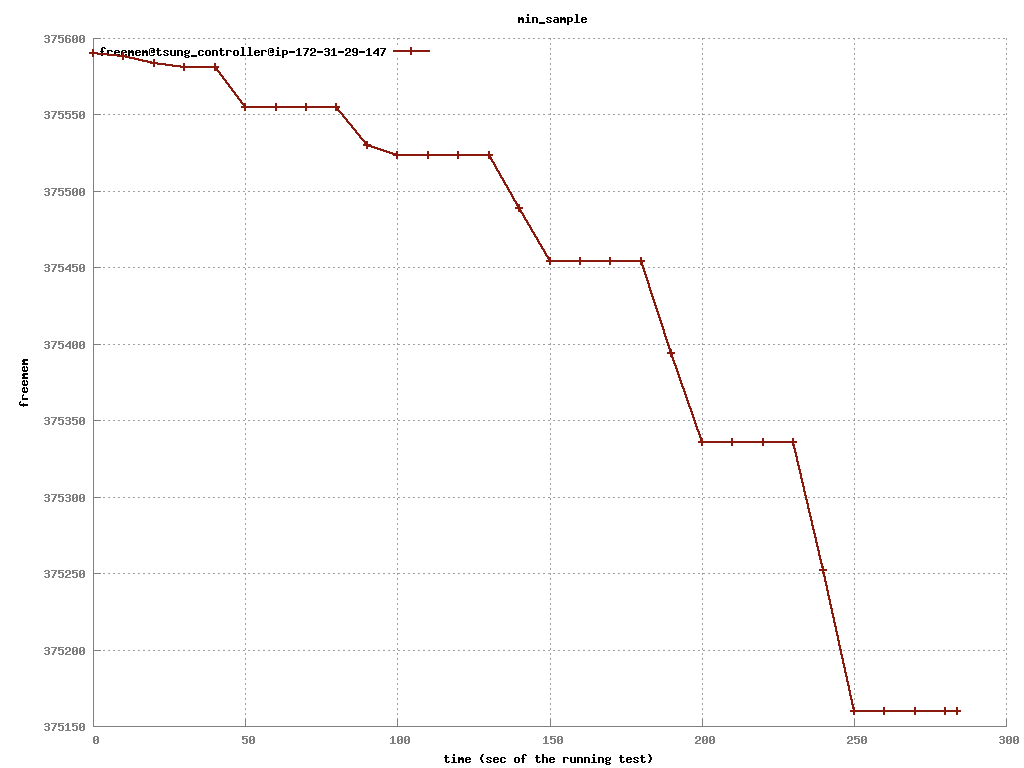 min_sample
375600
freemem@tsung_controller@ip-172-31-29-147
375550
375500
375450
375400
freemem
375350
375300
375250
375200
375150
0 50 100 150 200 250 300
time (sec of the running test)